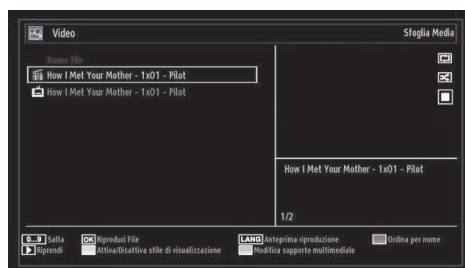 Video
Sfoglia Media
Nome file
How I Met Your Mother - 1x01 - Pilot
How I Met Your Mother - 1x01 - Pilot
How I Met Your Mother - 1x01 - Pilot
1/2
0...9 Salta OK Riproduci File LANG Anteprima riproduzione Ordina per nome
Riprendi Attiva/Disattiva stile di visualizzazione Modifica supporto multimediale